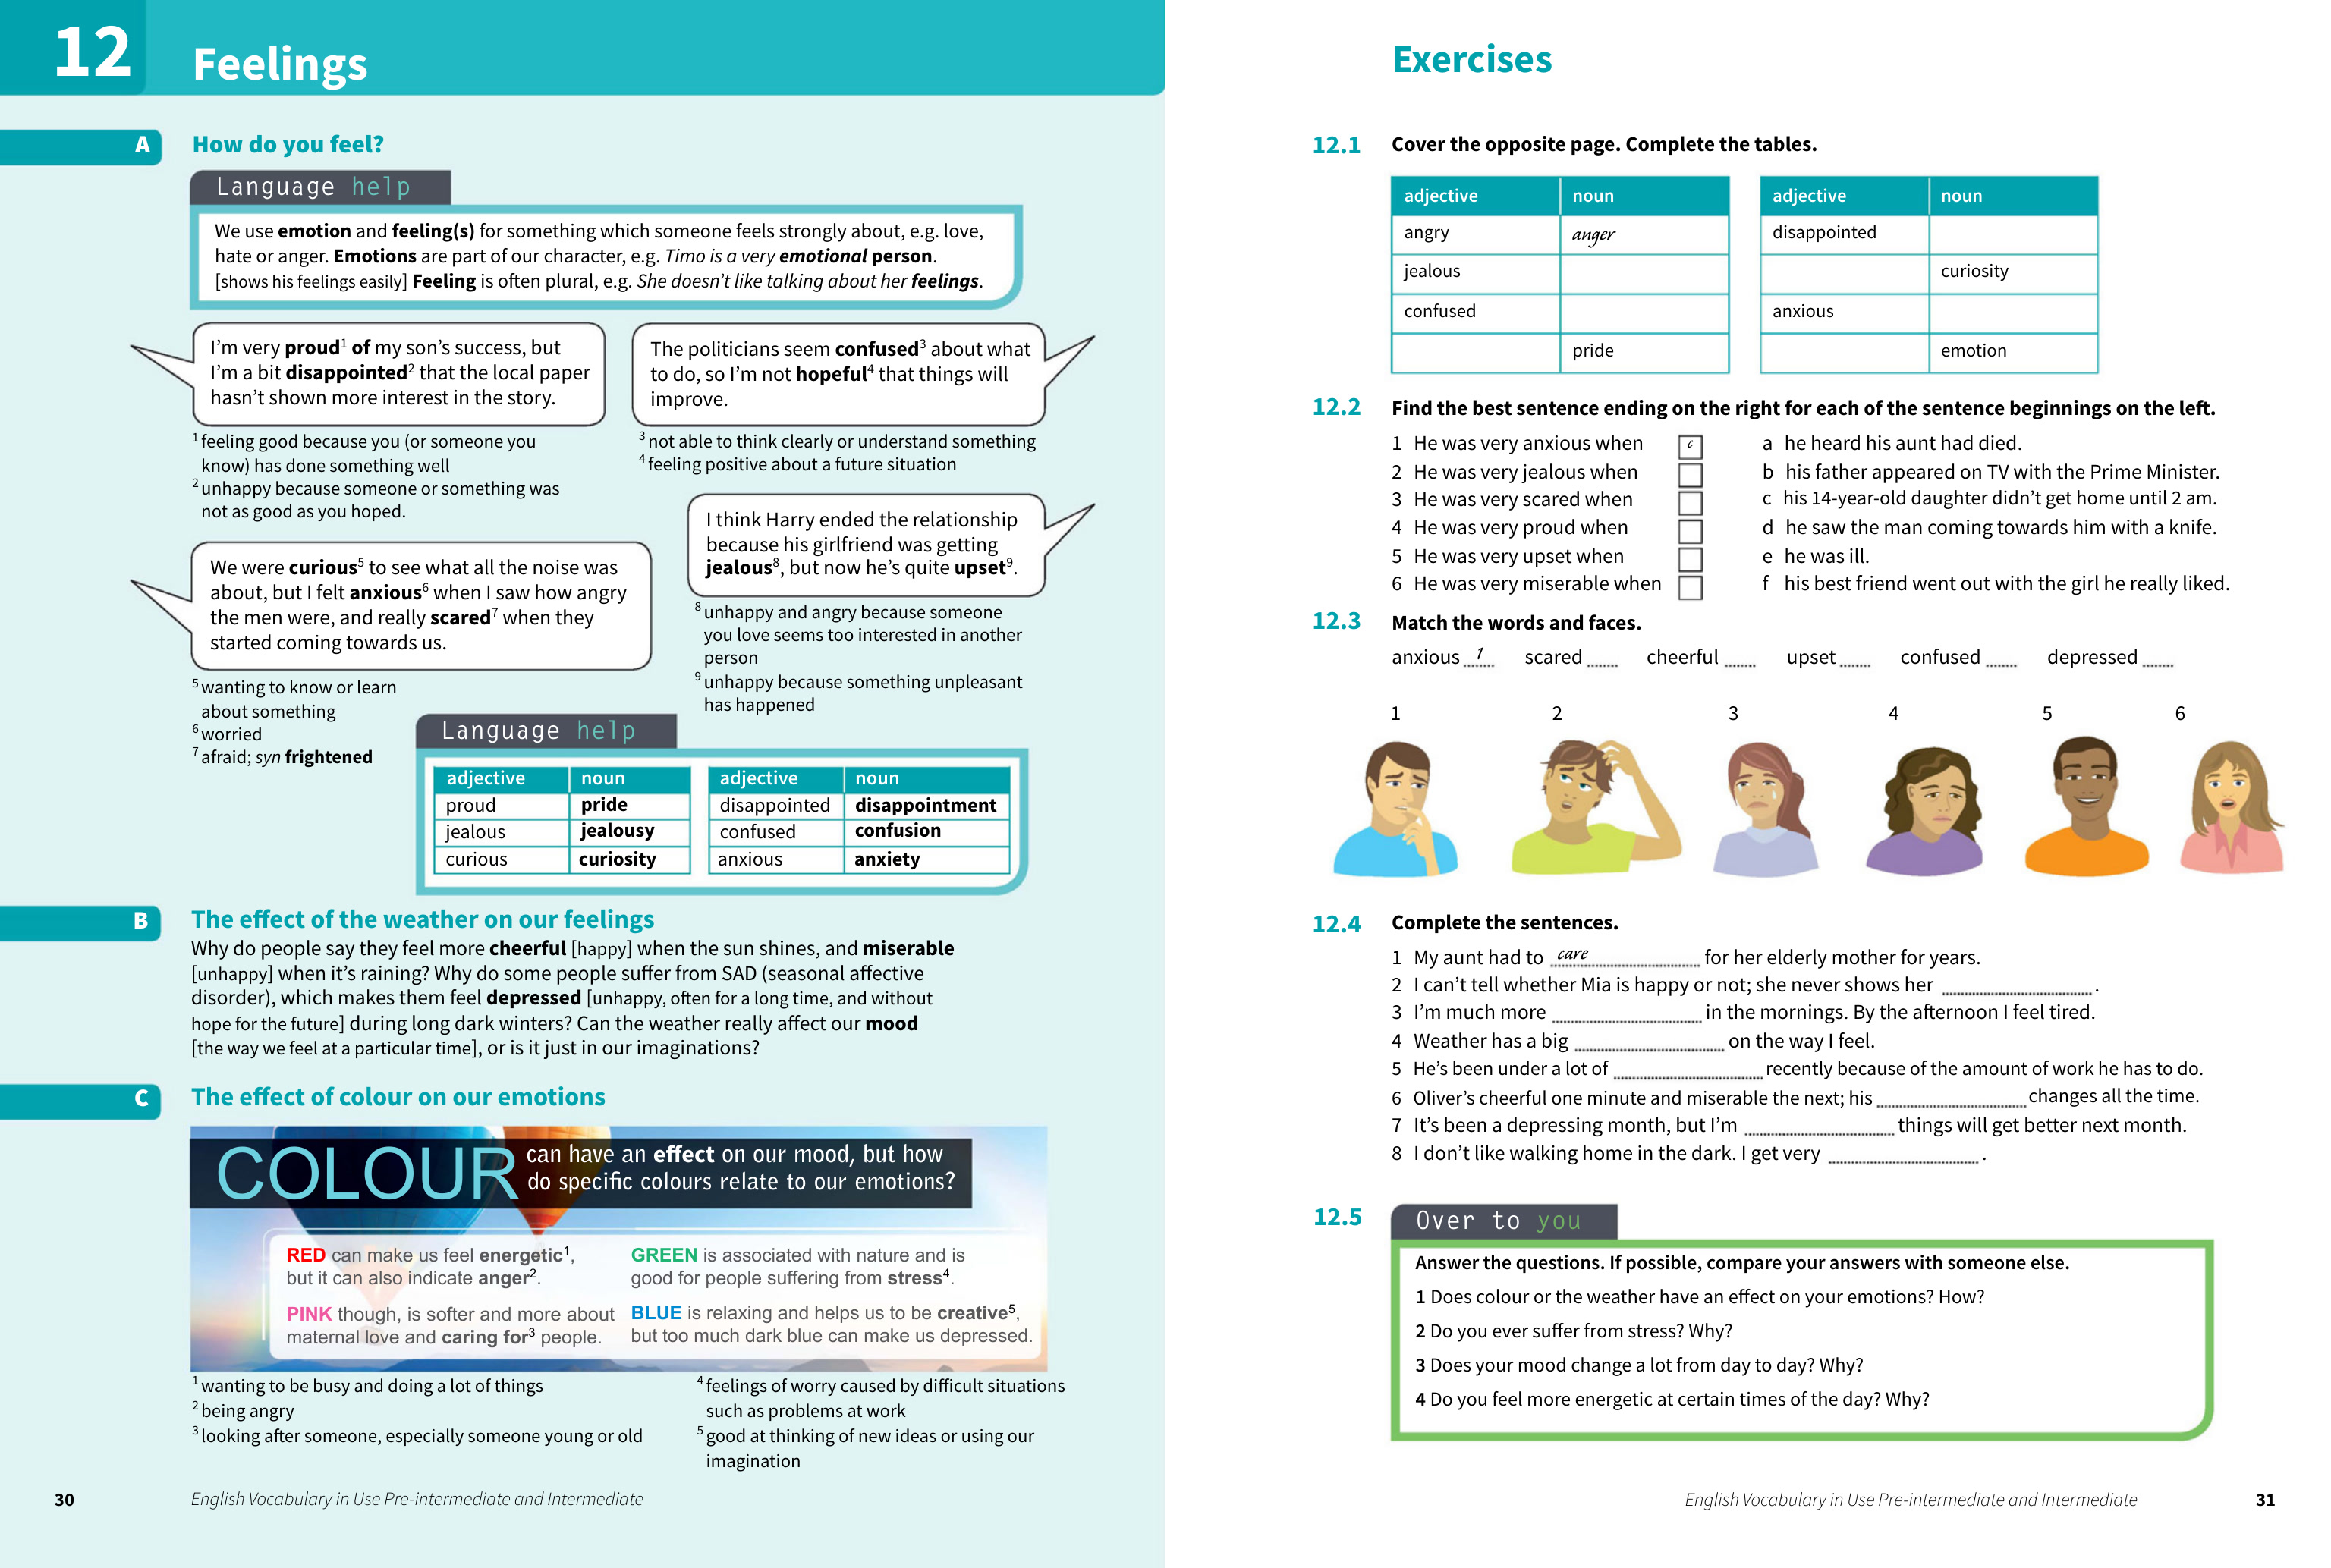 12
Feelings
A
How do you feel?
Language help
We use emotion and feeling(s) for something which someone feels strongly about, e.g. love,
hate or anger. Emotions are part of our character, e.g. Timo is a very emotional person.
[shows his feelings easily] Feeling is often plural, e.g. She doesn't like talking about her feelings.
I'm very proud1 of my son's success, but
I'm a bit disappointed2 that the local paper
hasn't shown more interest in the story.
The politicians seem confused3 about what
to do, so I'm not hopeful4 that things will
improve.
1 feeling good because you (or someone you
know) has done something well
2 unhappy because someone or something was
not as good as you hoped.
3 not able to think clearly or understand something
4 feeling positive about a future situation
We were curious5 to see what all the noise was
about, but I felt anxious6 when I saw how angry
the men were, and really scared7 when they
started coming towards us.
I think Harry ended the relationship
because his girlfriend was getting
jealous8, but now he's quite upset9.
5 wanting to know or learn
about something
6 worried
7 afraid; syn frightened
8 unhappy and angry because someone
you love seems too interested in another
person
9 unhappy because something unpleasant
has happened
Language help
adjective noun adjective noun
proud pride disappointed disappointment
jealous jealousy confused confusion
curious curiosity anxious anxiety
B
The effect of the weather on our feelings
Why do people say they feel more cheerful [happy] when the sun shines, and miserable
[unhappy] when it's raining? Why do some people suffer from SAD (seasonal affective
disorder), which makes them feel depressed [unhappy, often for a long time, and without
hope for the future] during long dark winters? Can the weather really affect our mood
[the way we feel at a particular time], or is it just in our imaginations?
C
The effect of colour on our emotions
COLOUR can have an effect on our mood, but how
do specific colours relate to our emotions?
RED can make us feel energetic1,
but it can also indicate anger2.
PINK though, is softer and more about
maternal love and caring for3 people.
GREEN is associated with nature and is
good for people suffering from stress4.
BLUE is relaxing and helps us to be creative5,
but too much dark blue can make us depressed.
1 wanting to be busy and doing a lot of things
2 being angry
3 looking after someone, especially someone young or old
4 feelings of worry caused by difficult situations
such as problems at work
5 good at thinking of new ideas or using our
imagination
30 English Vocabulary in Use Pre-intermediate and Intermediate
Exercises
12.1 Cover the opposite page. Complete the tables.
adjective noun
angry anger
jealous
confused
pride
adjective noun
disappointed
curiosity
anxious
emotion
12.2 Find the best sentence ending on the right for each of the sentence beginnings on the left.
1 He was very anxious when c a he heard his aunt had died.
2 He was very jealous when b his father appeared on TV with the Prime Minister.
3 He was very scared when c his 14-year-old daughter didn't get home until 2 am.
4 He was very proud when d he saw the man coming towards him with a knife.
5 He was very upset when e he was ill.
6 He was very miserable when f his best friend went out with the girl he really liked.
12.3 Match the words and faces.
anxious 1 scared ...... cheerful ...... upset ...... confused ...... depressed ......
1 2 3 4 5 6
12.4 Complete the sentences.
1 My aunt had to care for her elderly mother for years.
2 I can't tell whether Mia is happy or not; she never shows her .............................. .
3 I'm much more .............................. in the mornings. By the afternoon I feel tired.
4 Weather has a big .............................. on the way I feel.
5 He's been under a lot of .............................. recently because of the amount of work he has to do.
6 Oliver's cheerful one minute and miserable the next; his .............................. changes all the time.
7 It's been a depressing month, but I'm .............................. things will get better next month.
8 I don't like walking home in the dark. I get very .............................. .
12.5
Over to you
Answer the questions. If possible, compare your answers with someone else.
1 Does colour or the weather have an effect on your emotions? How?
2 Do you ever suffer from stress? Why?
3 Does your mood change a lot from day to day? Why?
4 Do you feel more energetic at certain times of the day? Why?
English Vocabulary in Use Pre-intermediate and Intermediate 31